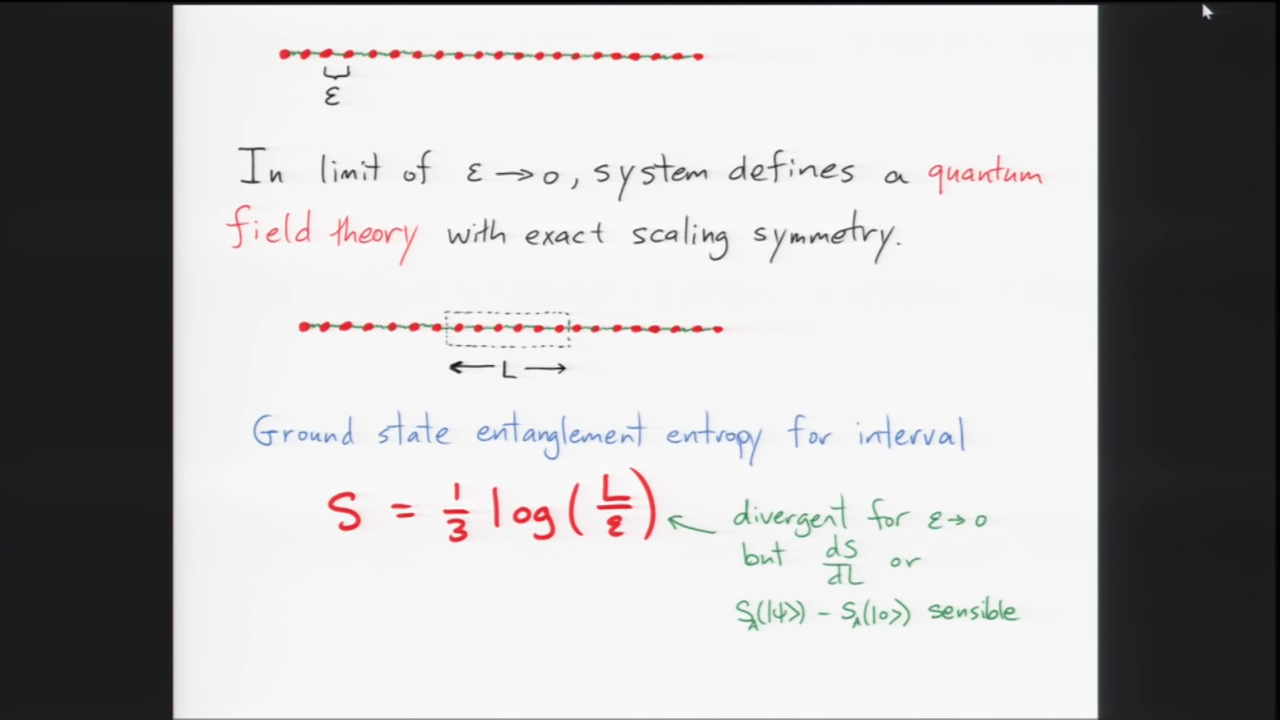 ε
In limit of ε → 0, system defines a quantum
field theory with exact scaling symmetry.
← L →
Ground state entanglement entropy for interval
S = 1/3 log(L/ε) ← divergent for ε → 0
but dS/dL or
S_A(|ψ⟩) - S_A(|0⟩) sensible